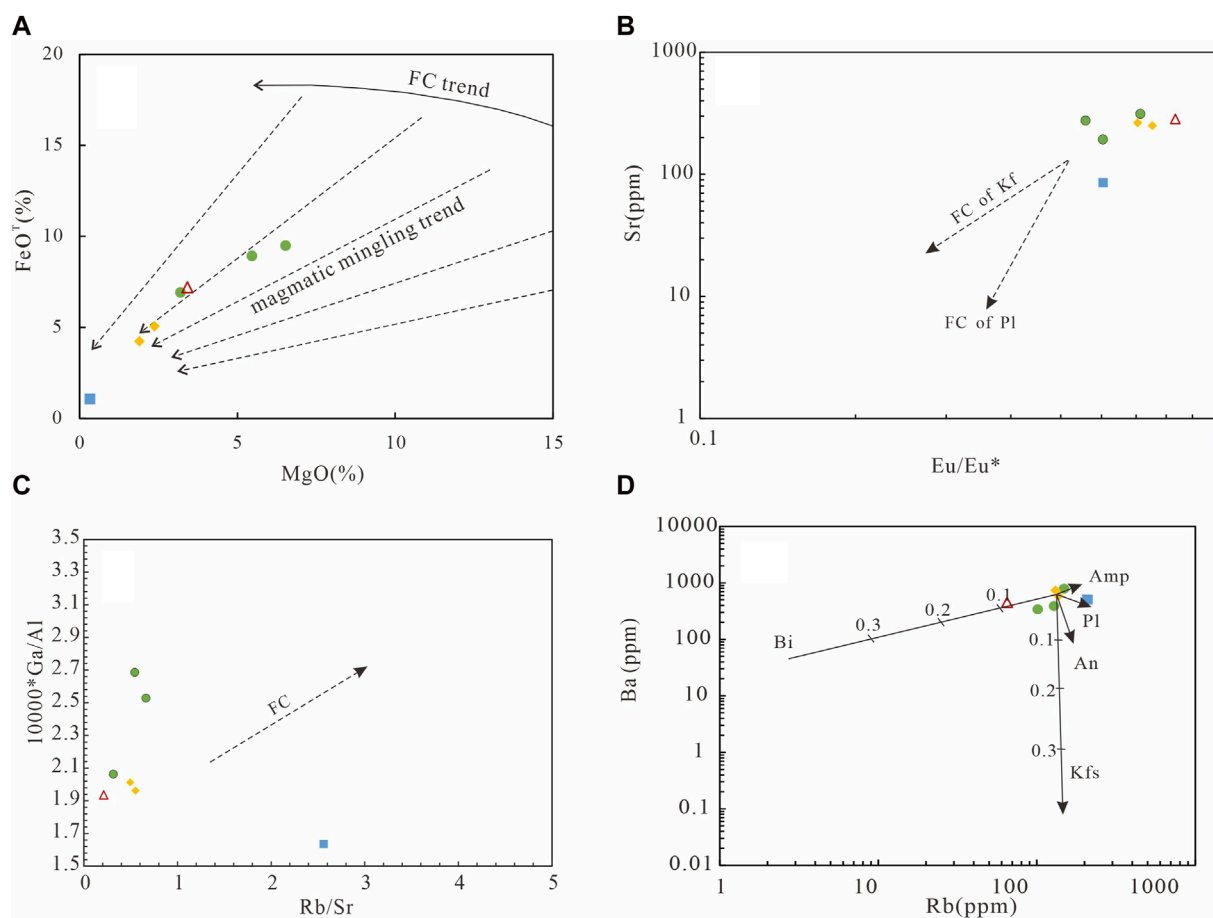 A
20
15
10
5
0
0
5
10
15
FeOᵀ(%)
MgO(%)
FC trend
magmatic mingling trend
B
1000
100
10
1
0.1
Sr(ppm)
Eu/Eu*
FC of Kf
FC of Pl
C
3.5
3.3
3.1
2.9
2.7
2.5
2.3
2.1
1.9
1.7
1.5
0
1
2
3
4
5
10000*Ga/Al
Rb/Sr
FC
D
10000
1000
100
10
1
0.1
0.01
1
10
100
1000
Ba(ppm)
Rb(ppm)
Bi
0.3
0.2
0.1
Amp
Pl
An
0.1
0.2
0.3
Kfs